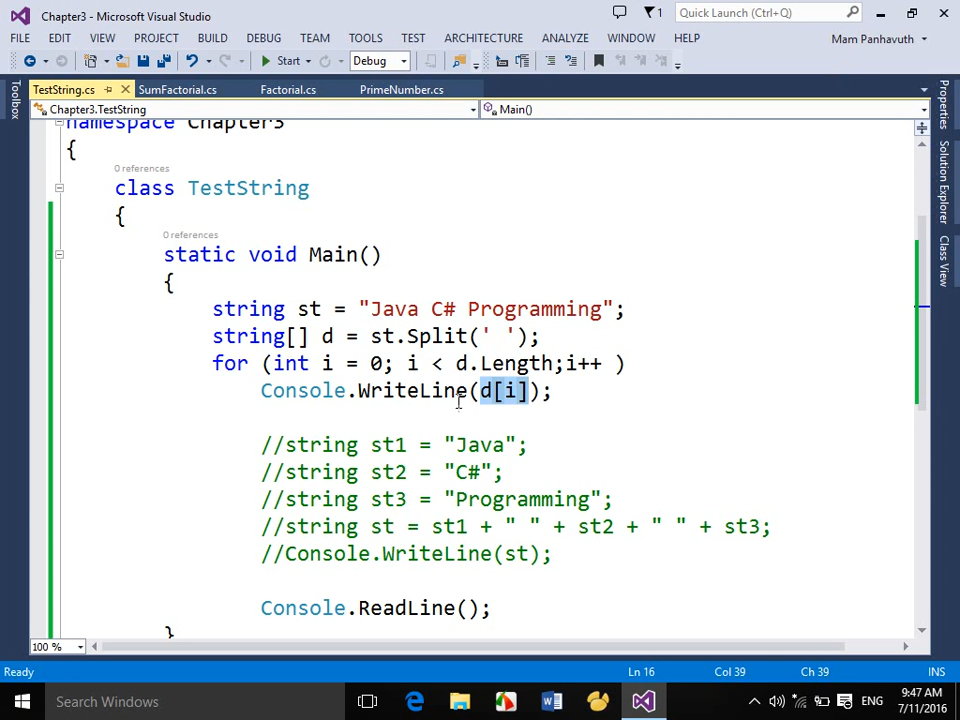 Chapter3 - Microsoft Visual Studio
1
Quick Launch (Ctrl+Q)
FILE EDIT VIEW PROJECT BUILD DEBUG TEAM TOOLS TEST ARCHITECTURE ANALYZE WINDOW HELP
Mam Panhavuth
Start
Debug
Toolbox
TestString.cs
SumFactorial.cs
Factorial.cs
PrimeNumber.cs
Chapter3.TestString
Main()
Properties
Solution Explorer
Class View
namespace Chapter3
{
0 references
class TestString
{
0 references
static void Main()
{
string st = "Java C# Programming";
string[] d = st.Split(' ');
for (int i = 0; i < d.Length;i++ )
Console.WriteLine(d[i]);
//string st1 = "Java";
//string st2 = "C#";
//string st3 = "Programming";
//string st = st1 + " " + st2 + " " + st3;
//Console.WriteLine(st);
Console.ReadLine();
}
100 %
Ready
Ln 16
Col 39
Ch 39
INS
Search Windows
ENG
9:47 AM
7/11/2016